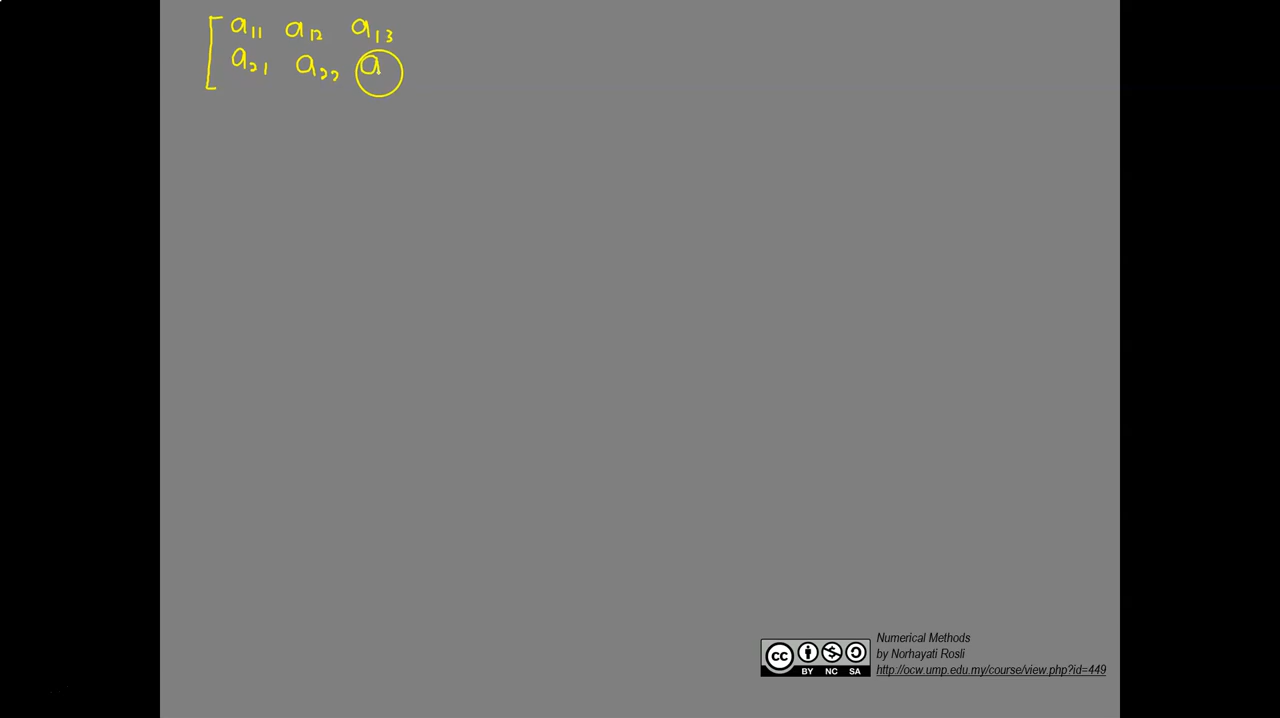 a11 a12 a13
a21 a22 a
cc
BY NC SA
Numerical Methods
by Norhayati Rosli
http://ocw.ump.edu.my/course/view.php?id=449